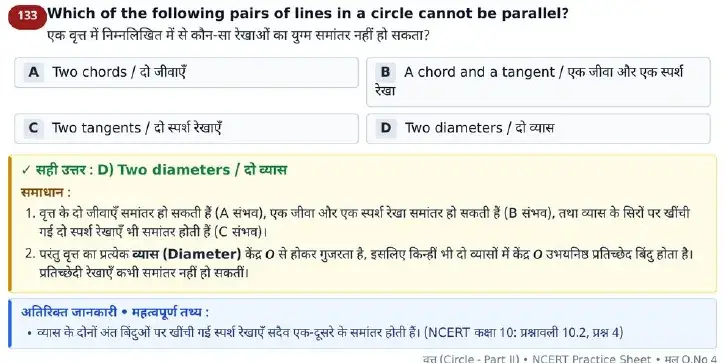 133 Which of the following pairs of lines in a circle cannot be parallel?
एक वृत्त में निम्नलिखित में से कौन-सा रेखाओं का युग्म समांतर नहीं हो सकता?
A Two chords / दो जीवाएँ
B A chord and a tangent / एक जीवा और एक स्पर्श
रेखा
C Two tangents / दो स्पर्श रेखाएँ
D Two diameters / दो व्यास
✓ सही उत्तर : D) Two diameters / दो व्यास
समाधान :
1. वृत्त के दो जीवाएँ समांतर हो सकती हैं (A संभव), एक जीवा और एक स्पर्श रेखा समांतर हो सकती हैं (B संभव), तथा व्यास के सिरों पर खींची
गई दो स्पर्श रेखाएँ भी समांतर होती हैं (C संभव)।
2. परंतु वृत्त का प्रत्येक व्यास (Diameter) केंद्र O से होकर गुजरता है, इसलिए किन्हीं भी दो व्यासों में केंद्र O उभयनिष्ठ प्रतिच्छेद बिंदु होता है।
प्रतिच्छेदी रेखाएँ कभी समांतर नहीं हो सकतीं।
अतिरिक्त जानकारी • महत्वपूर्ण तथ्य :
• व्यास के दोनों अंत बिंदुओं पर खींची गई स्पर्श रेखाएँ सदैव एक-दूसरे के समांतर होती हैं। (NCERT कक्षा 10: प्रश्नावली 10.2, प्रश्न 4)
वृत्त (Circle - Part II) • NCERT Practice Sheet • मूल Q.No 4